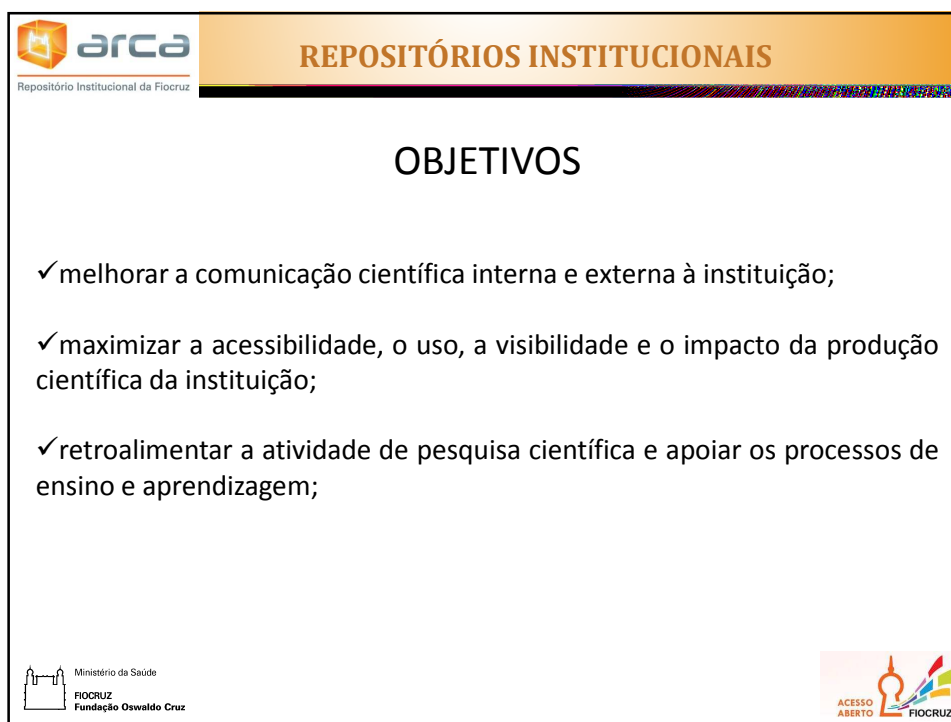 arca
Repositório Institucional da Fiocruz
REPOSITÓRIOS INSTITUCIONAIS
OBJETIVOS
✓melhorar a comunicação científica interna e externa à instituição;
✓maximizar a acessibilidade, o uso, a visibilidade e o impacto da produção
científica da instituição;
✓retroalimentar a atividade de pesquisa científica e apoiar os processos de
ensino e aprendizagem;
Ministério da Saúde
FIOCRUZ
Fundação Oswaldo Cruz
ACESSO
ABERTO
FIOCRUZ